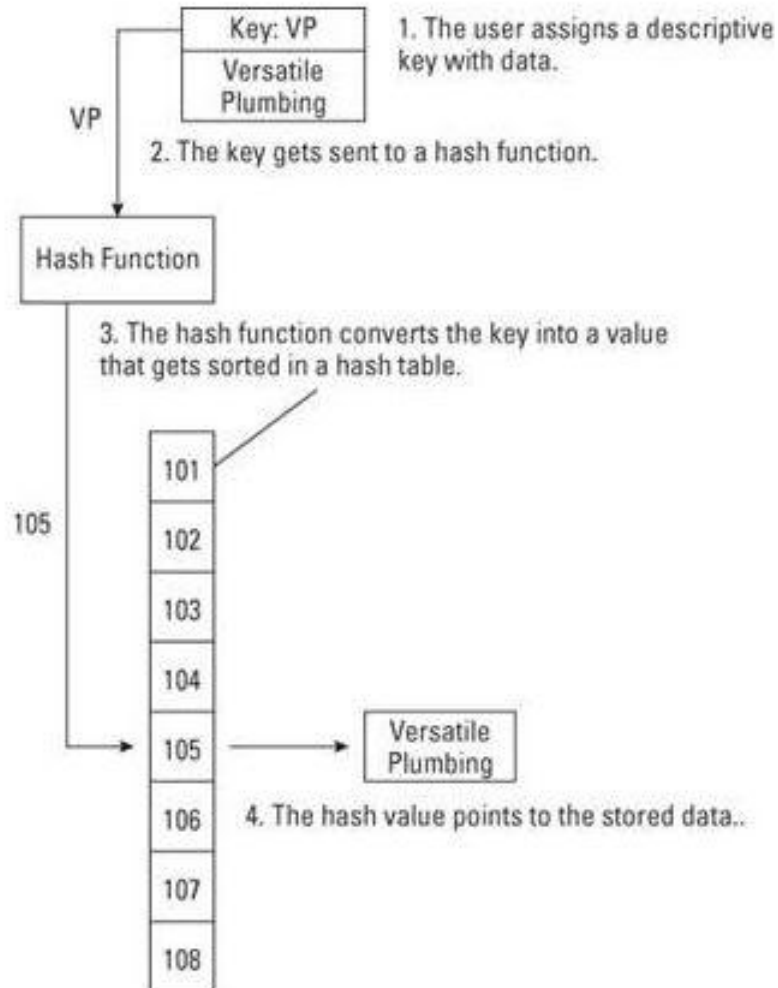 Key: VP
Versatile
Plumbing
1. The user assigns a descriptive
key with data.
VP
2. The key gets sent to a hash function.
Hash Function
3. The hash function converts the key into a value
that gets sorted in a hash table.
101
102
105
103
104
105
Versatile
Plumbing
106
4. The hash value points to the stored data..
107
108